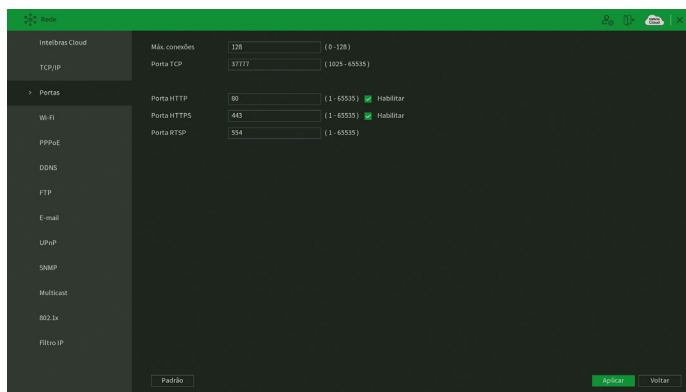 Rede
Intelbras Cloud
TCP/IP
Portas
Wi-Fi
PPPoE
DDNS
FTP
E-mail
UPnP
SNMP
Multicast
802.1x
Filtro IP
Máx. conexões 128 ( 0 -128 )
Porta TCP 37777 ( 1025 - 65535 )
Porta HTTP 80 ( 1 - 65535 ) Habilitar
Porta HTTPS 443 ( 1 - 65535 ) Habilitar
Porta RTSP 554 ( 1 - 65535 )
Padrão Aplicar Voltar